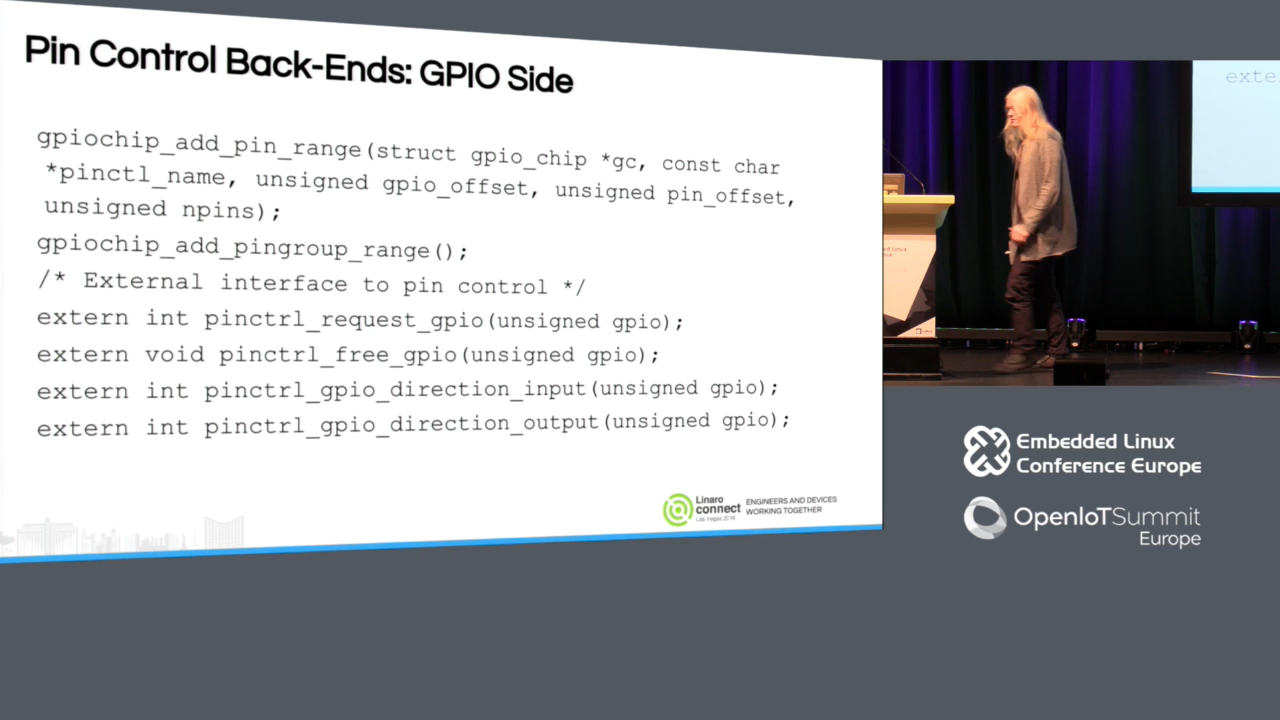 Pin Control Back-Ends: GPIO Side
gpiochip_add_pin_range(struct gpio_chip *gc, const char
*pinctl_name, unsigned gpio_offset, unsigned pin_offset,
unsigned npins);
gpiochip_add_pingroup_range();
/* External interface to pin control */
extern int pinctrl_request_gpio(unsigned gpio);
extern void pinctrl_free_gpio(unsigned gpio);
extern int pinctrl_gpio_direction_input(unsigned gpio);
extern int pinctrl_gpio_direction_output(unsigned gpio);
Linaro
connect
Las Vegas 2016
ENGINEERS AND DEVICES
WORKING TOGETHER
exte
Embedded Linux
Conference Europe
OpenIoTSummit
Europe